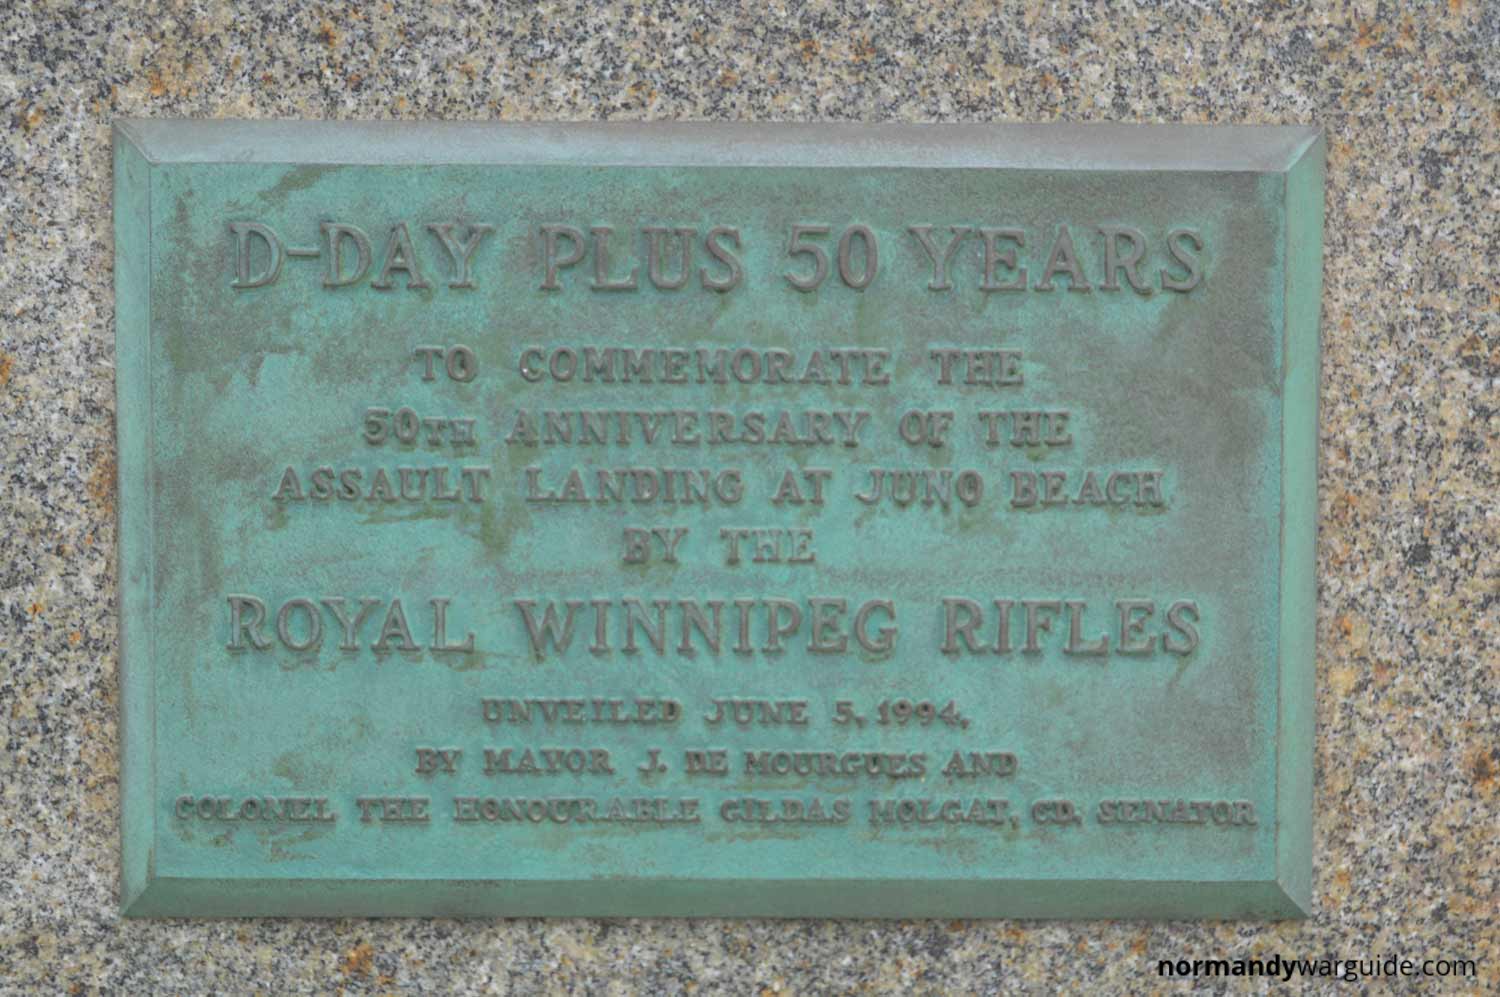 D-DAY PLUS 50 YEARS
TO COMMEMORATE THE
50TH ANNIVERSARY OF THE
ASSAULT LANDING AT JUNO BEACH
BY THE
ROYAL WINNIPEG RIFLES
UNVEILED JUNE 5, 1994,
BY MAYOR J. DE MOURGUES AND
COLONEL THE HONOURABLE GILDAS MOLGAT, CD, SENATOR
normandywarguide.com